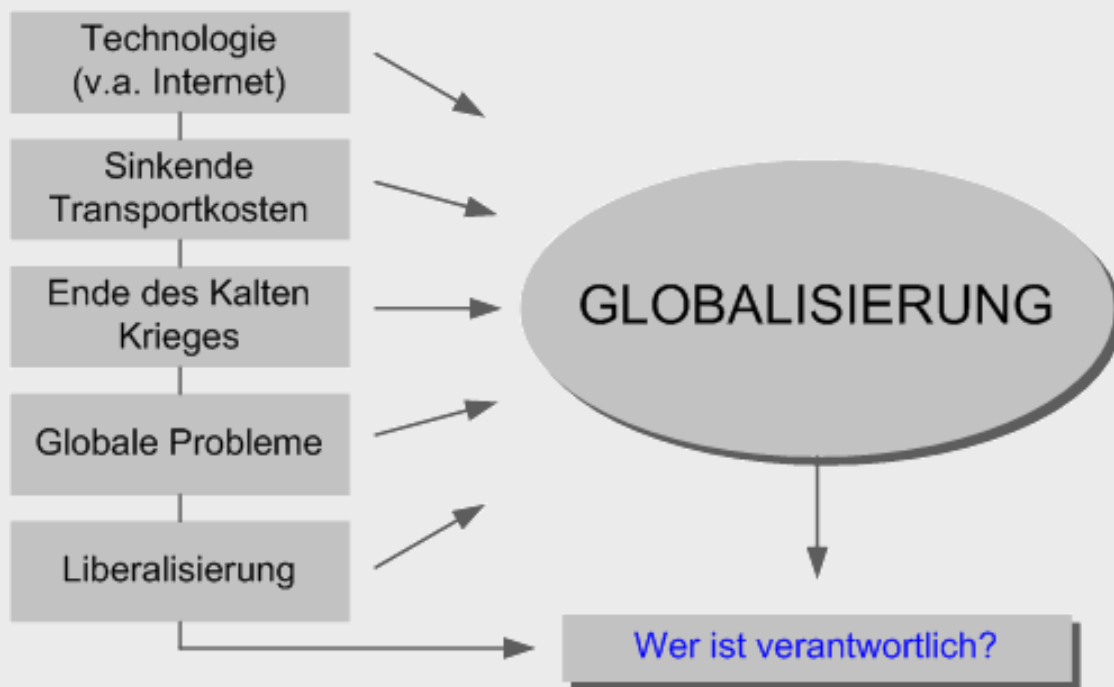 Technologie
(v.a. Internet)
Sinkende
Transportkosten
Ende des Kalten
Krieges
Globale Probleme
Liberalisierung
GLOBALISIERUNG
Wer ist verantwortlich?